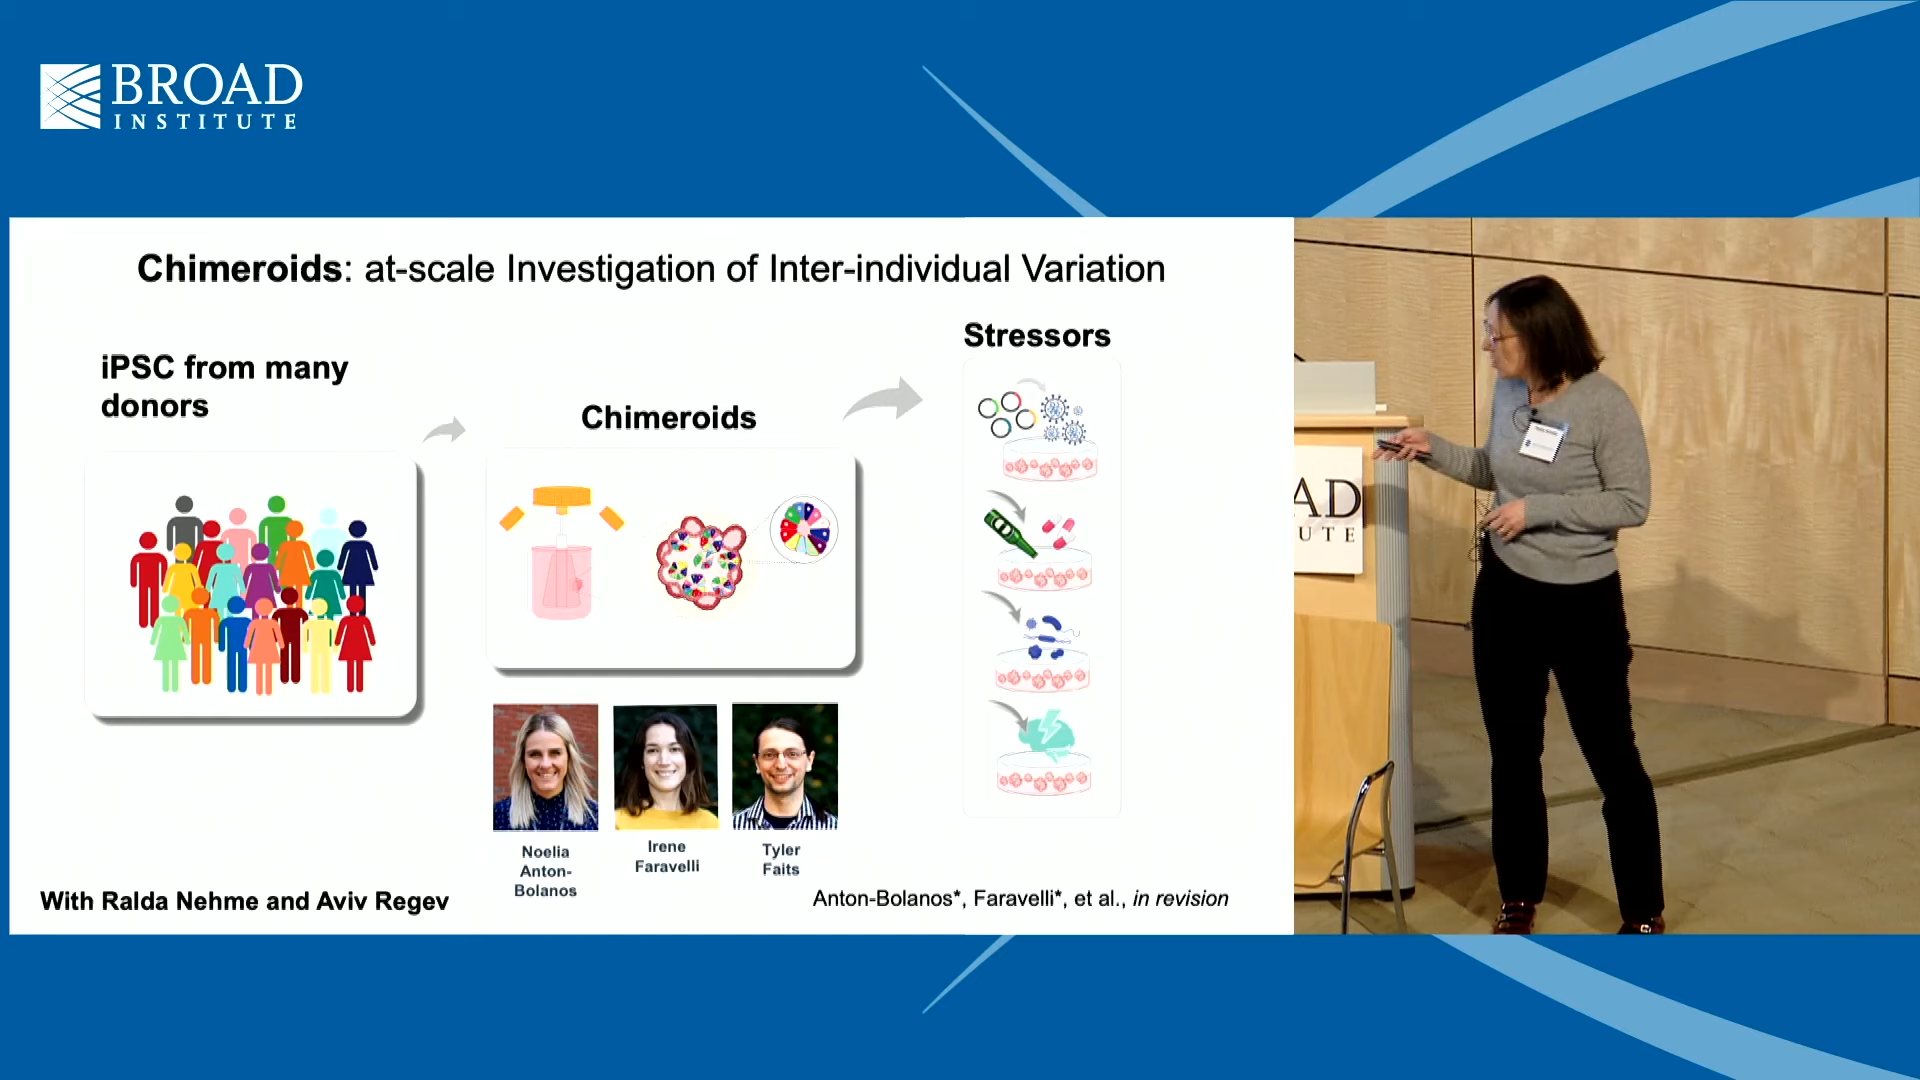 BROAD
INSTITUTE
Chimeroids: at-scale Investigation of Inter-individual Variation
iPSC from many
donors
Chimeroids
Stressors
Noelia
Anton-
Bolanos
Irene
Faravelli
Tyler
Faits
With Ralda Nehme and Aviv Regev
Anton-Bolanos*, Faravelli*, et al., in revision
AD
UTE